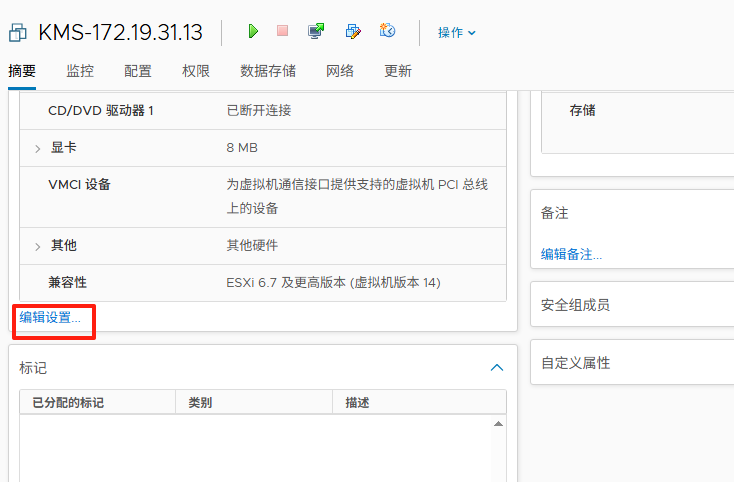 KMS-172.19.31.13
操作
摘要 监控 配置 权限 数据存储 网络 更新
CD/DVD 驱动器 1 已断开连接
显卡 8 MB
VMCI 设备 为虚拟机通信接口提供支持的虚拟机 PCI 总线
上的设备
其他 其他硬件
兼容性 ESXi 6.7 及更高版本 (虚拟机版本 14)
编辑设置...
标记
已分配的标记 类别 描述
存储
备注
编辑备注...
安全组成员
自定义属性